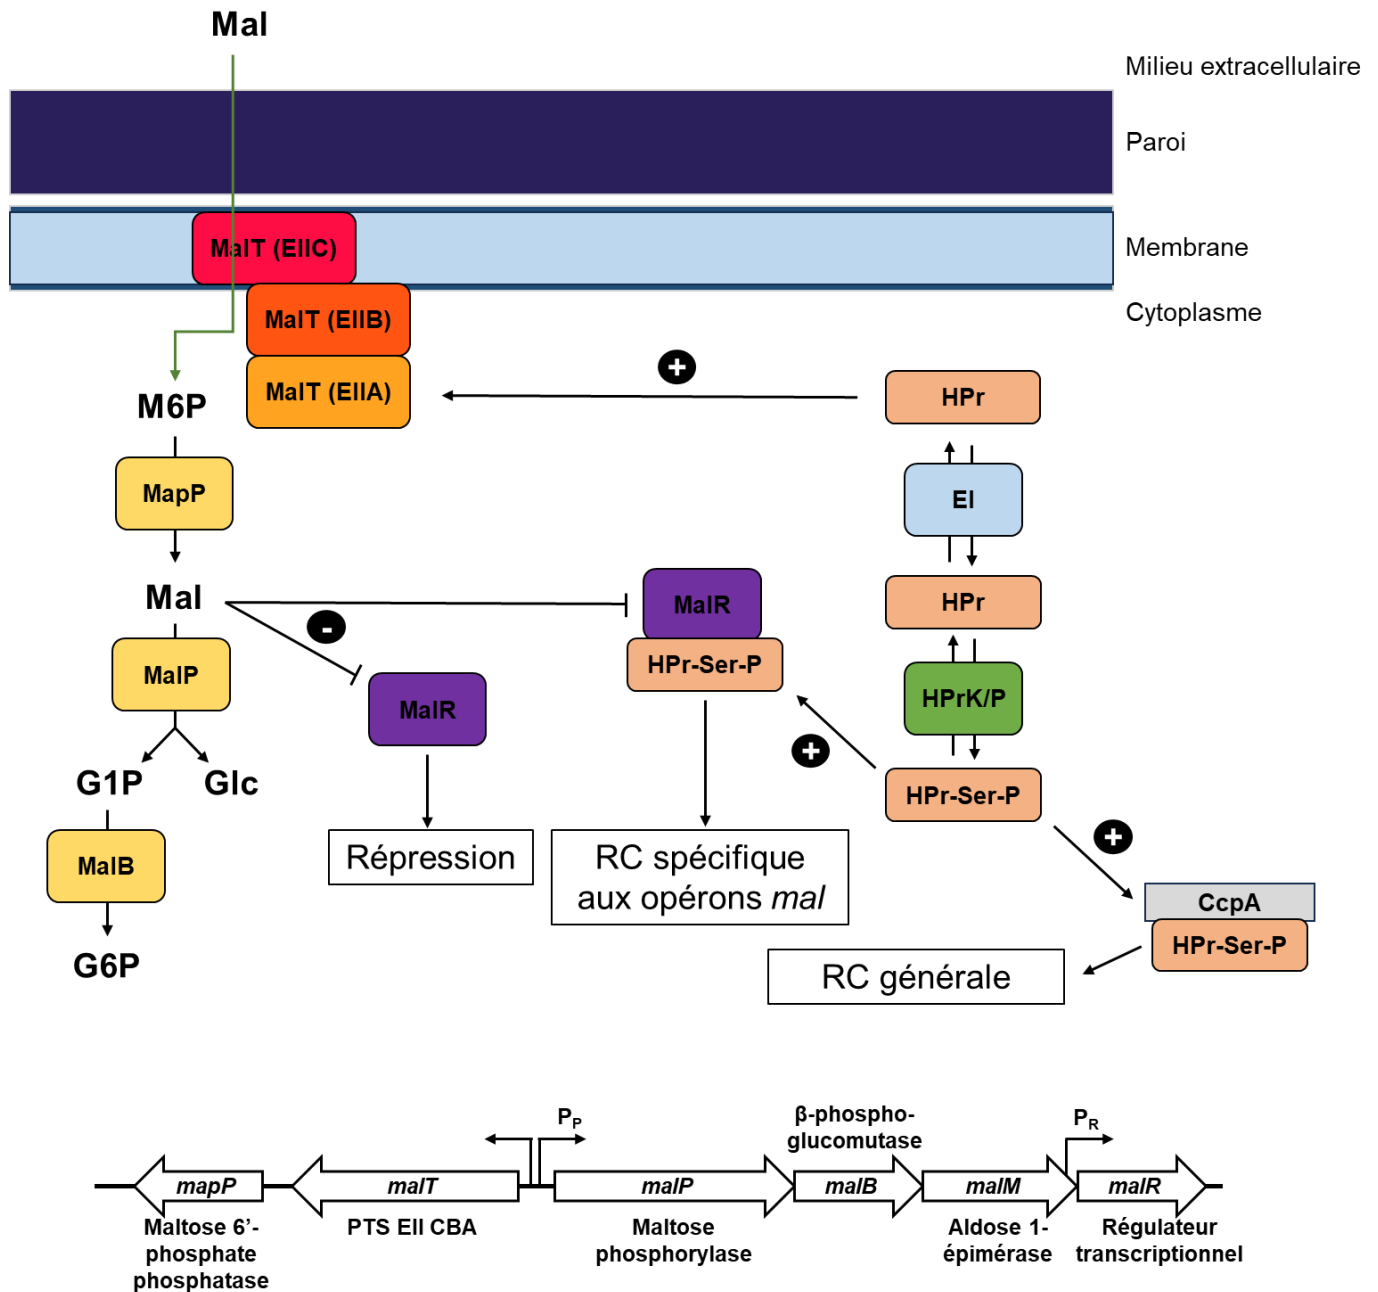 Mal
Milieu extracellulaire
Paroi
MalT (EIIC)
Membrane
MalT (EIIB)
Cytoplasme
MalT (EIIA)
+
HPr
M6P
MapP
EI
Mal
-
MalR
HPr-Ser-P
HPr
MalP
MalR
HPrK/P
+
G1P
Glc
HPr-Ser-P
MalB
Répression
RC spécifique
aux opérons mal
+
CcpA
HPr-Ser-P
G6P
RC générale
PP
β-phospho-
glucomutase
PR
mapP
malT
malP
malB
malM
malR
Maltose 6’-
phosphate
phosphatase
PTS EII CBA
Maltose
phosphorylase
Aldose 1-
épimérase
Régulateur
transcriptionnel